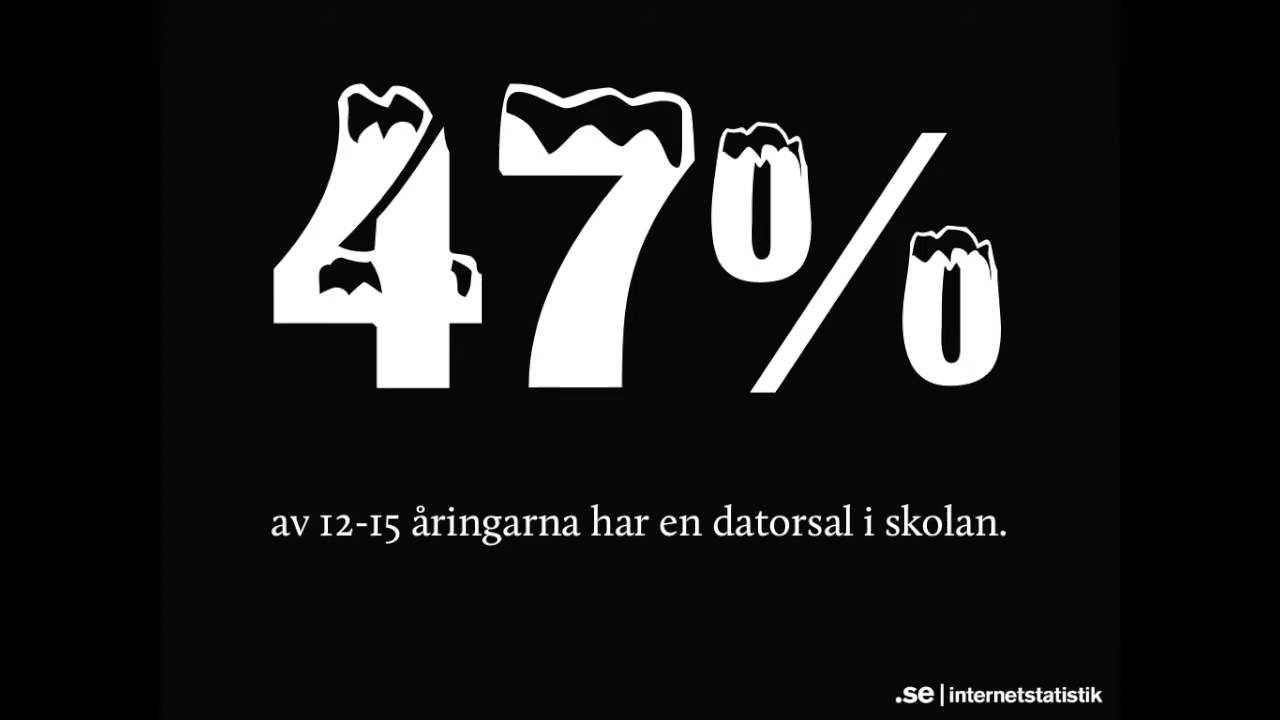 47%
av 12-15 åringarna har en datorsal i skolan.
.se | internetstatistik